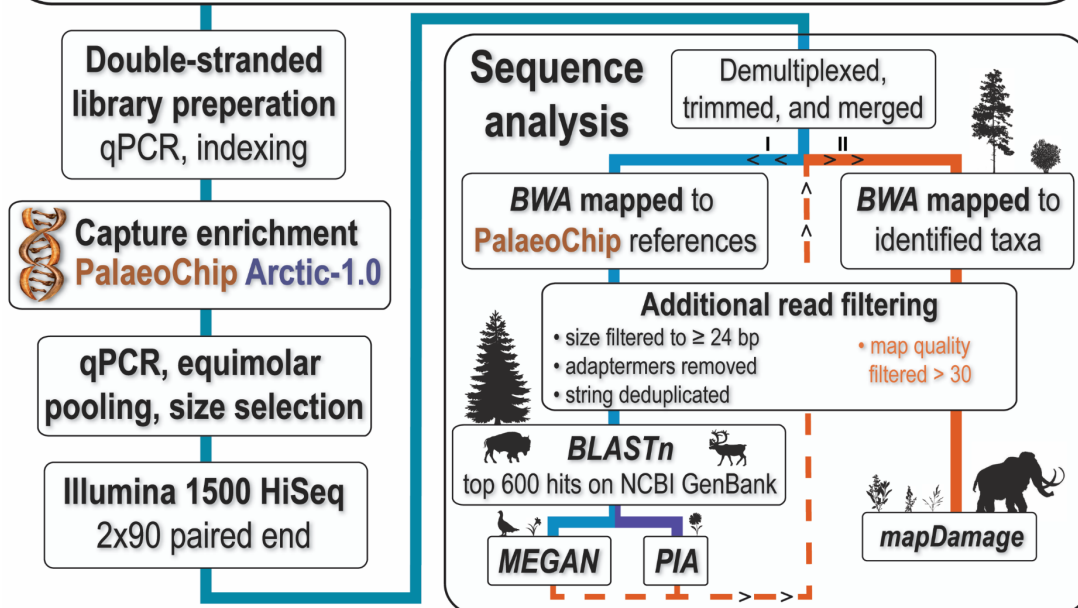 Double-stranded
library preperation
qPCR, indexing
Capture enrichment
PalaeoChip Arctic-1.0
qPCR, equimolar
pooling, size selection
Illumina 1500 HiSeq
2x90 paired end
Sequence
analysis
Demultiplexed,
trimmed, and merged
I
II
< <
> >
BWA mapped to
PalaeoChip references
^
^
BWA mapped to
identified taxa
Additional read filtering
• size filtered to ≥ 24 bp
• adaptermers removed
• string deduplicated
• map quality
filtered > 30
BLASTn
top 600 hits on NCBI GenBank
MEGAN
PIA
> >
mapDamage